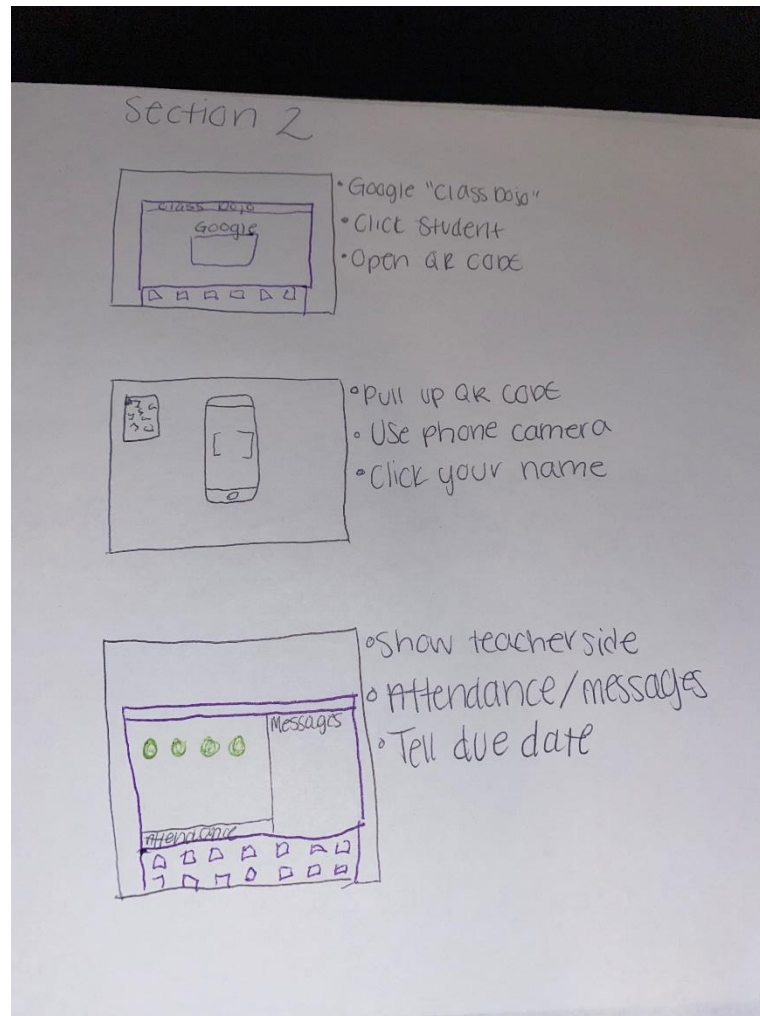 Section 2
Class Dojo
Google
• Google "Class Dojo"
• Click Student
• Open QR CODE
• Pull up QR CODE
• Use phone camera
• Click your name
• Show teacher side
• Attendance/messages
• Tell due date
Messages
Attendance